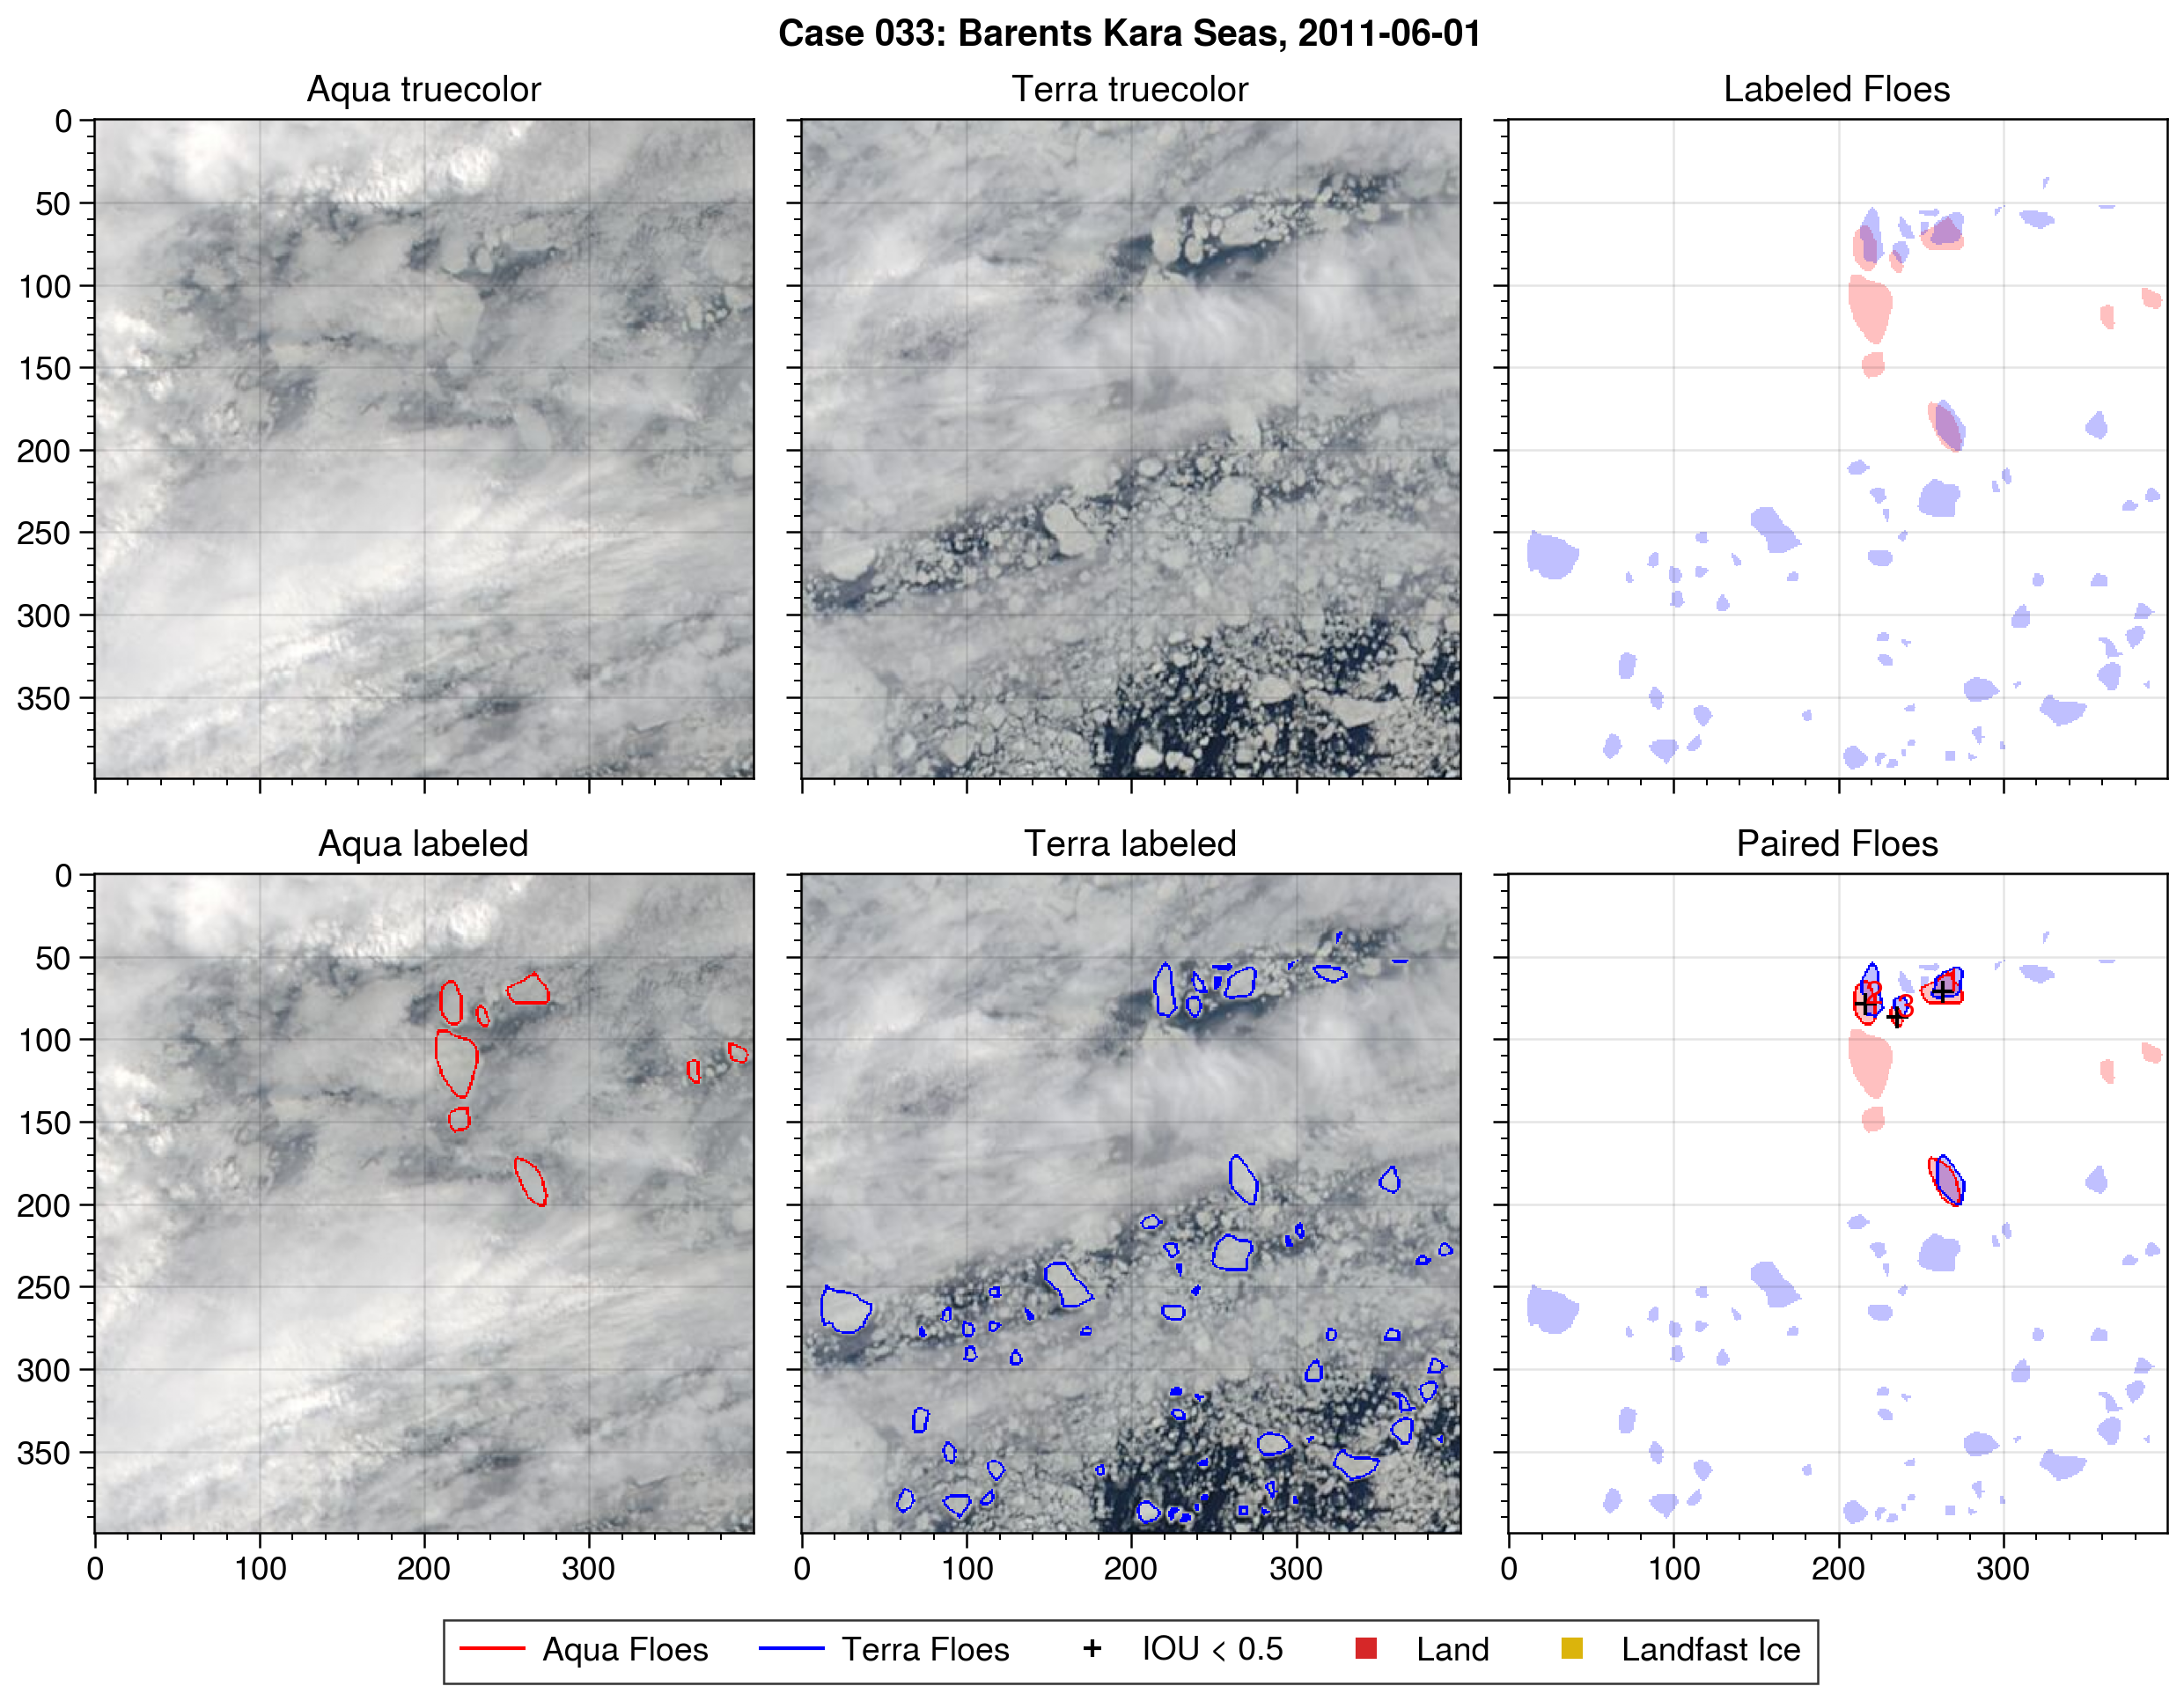 Case 033: Barents Kara Seas, 2011-06-01
Aqua truecolor
Terra truecolor
Labeled Floes
0
50
100
150
200
250
300
350
Aqua labeled
Terra labeled
Paired Floes
0
50
100
150
200
250
300
350
1
2
3
0 100 200 300
0 100 200 300
0 100 200 300
Aqua Floes
Terra Floes
+ IOU < 0.5
Land
Landfast Ice